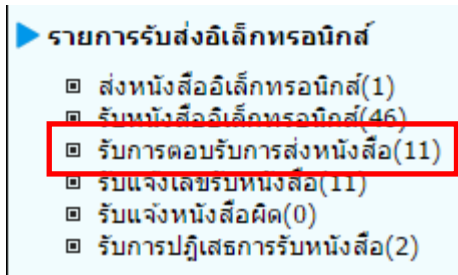 รายการรับส่งอิเล็กทรอนิกส์
ส่งหนังสืออิเล็กทรอนิกส์(1)
รับหนังสืออิเล็กทรอนิกส์(46)
รับการตอบรับการส่งหนังสือ(11)
รับแจ้งเลขรับหนังสือ(11)
รับแจ้งหนังสือผิด(0)
รับการปฏิเสธการรับหนังสือ(2)